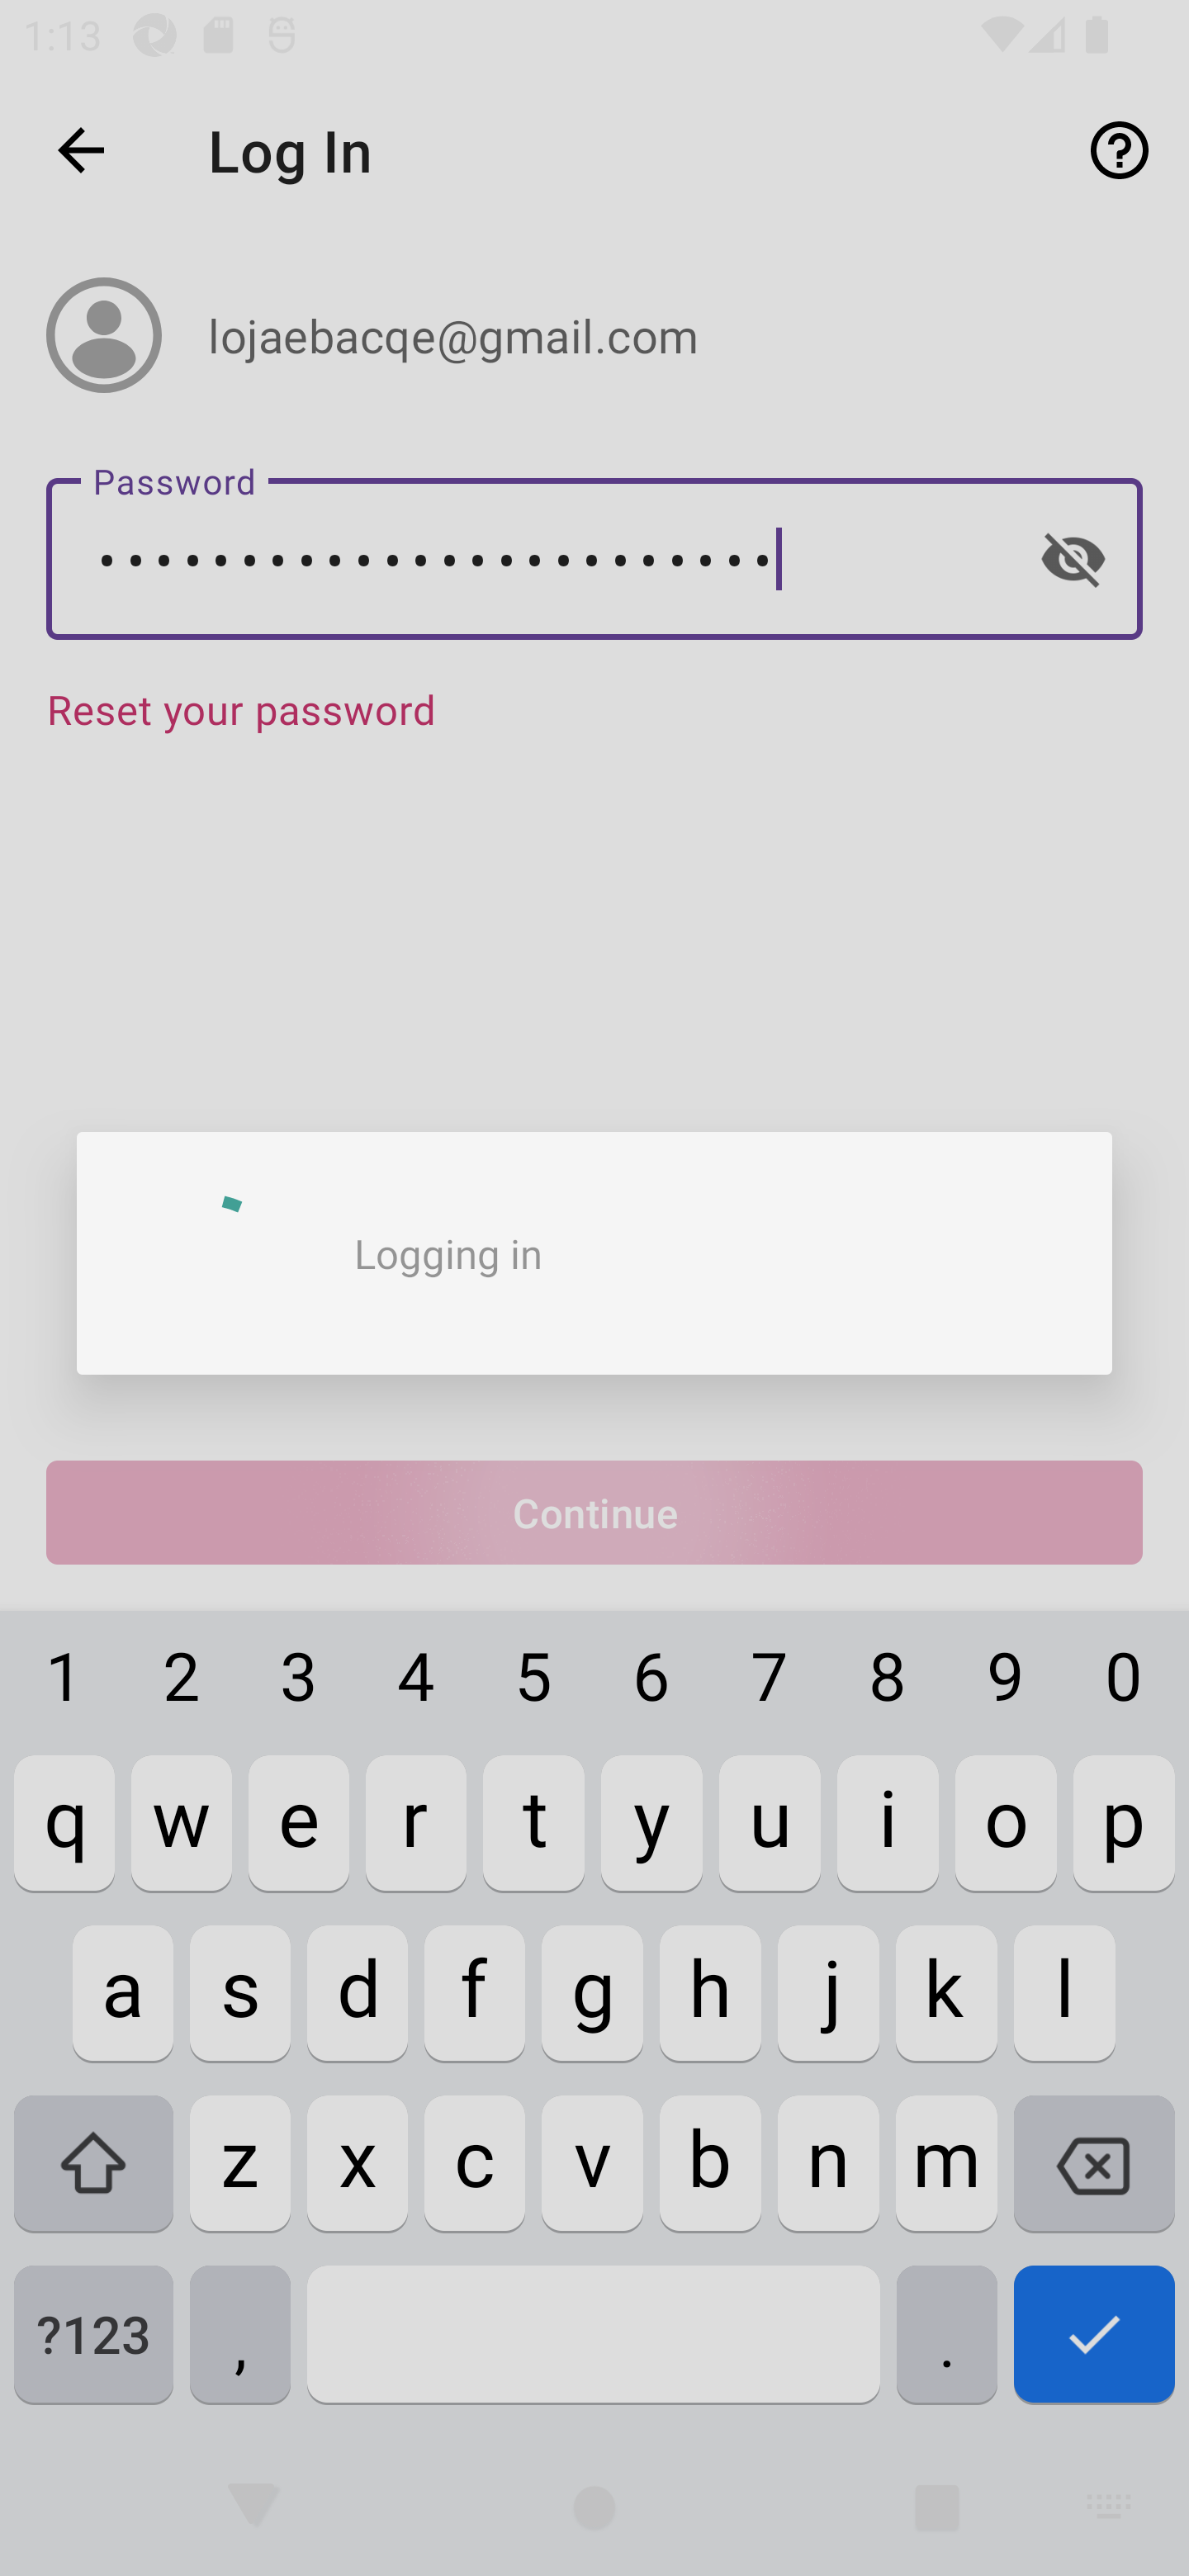 1:13
Log In
lojaebacqe@gmail.com
Password
••••••••••••••••••••••••
Reset your password
Logging in
Continue
1 2 3 4 5 6 7 8 9 0
q w e r t y u i o p
a s d f g h j k l
z x c v b n m
?123 , .